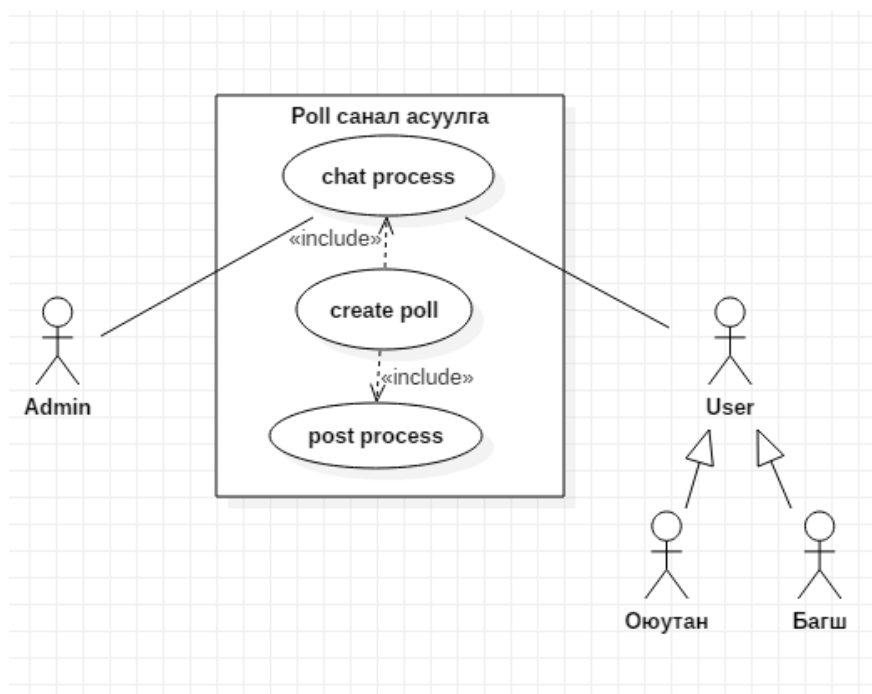 Poll санал асуулга
chat process
«include»
create poll
«include»
post process
Admin
User
Оюутан
Багш